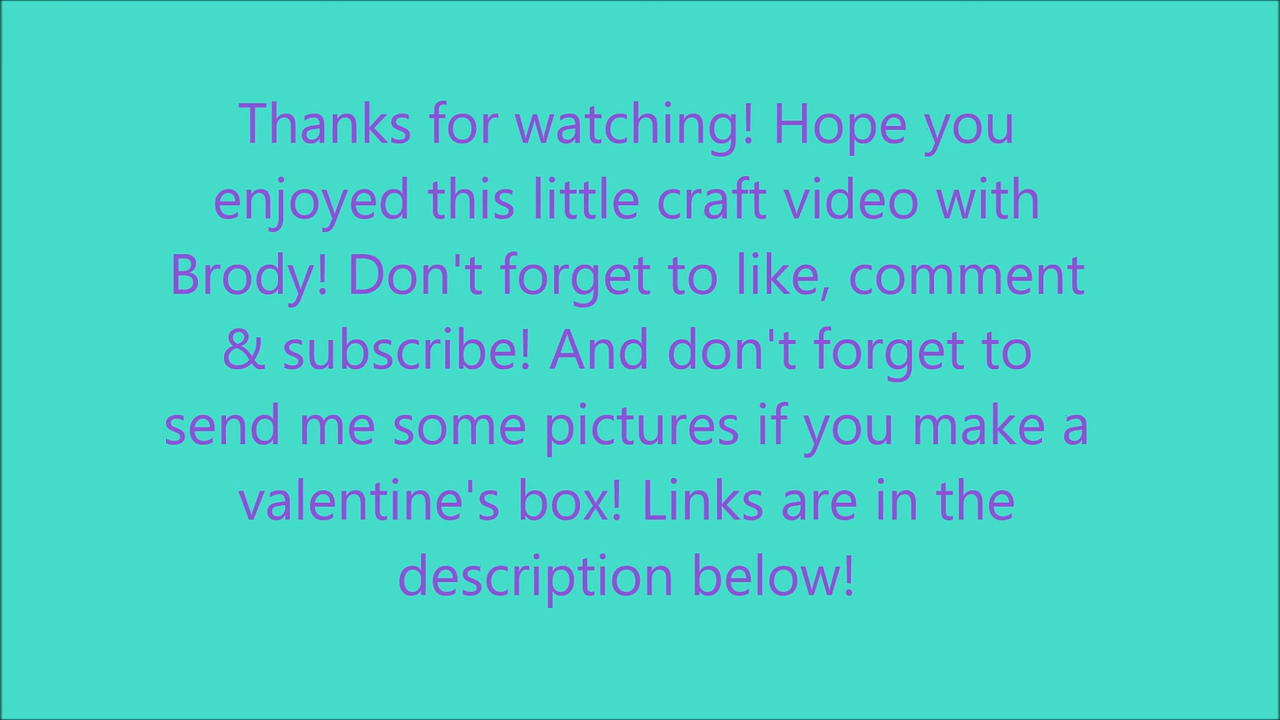 Thanks for watching! Hope you
enjoyed this little craft video with
Brody! Don't forget to like, comment
& subscribe! And don't forget to
send me some pictures if you make a
valentine's box! Links are in the
description below!